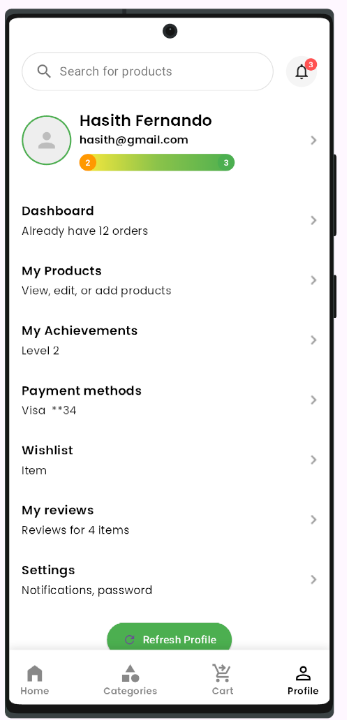 Search for products
3
Hasith Fernando
hasith@gmail.com
2 3
Dashboard
Already have 12 orders
My Products
View, edit, or add products
My Achievements
Level 2
Payment methods
Visa **34
Wishlist
Item
My reviews
Reviews for 4 items
Settings
Notifications, password
Refresh Profile
Home Categories Cart Profile